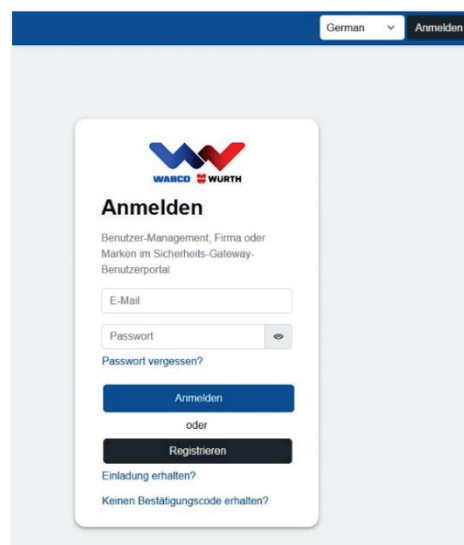 German
Anmelden
WABCO WÜRTH
Anmelden
Benutzer-Management, Firma oder
Marken im Sicherheits-Gateway-
Benutzerportal
E-Mail
Passwort
Passwort vergessen?
Anmelden
oder
Registrieren
Einladung erhalten?
Keinen Bestätigungscode erhalten?